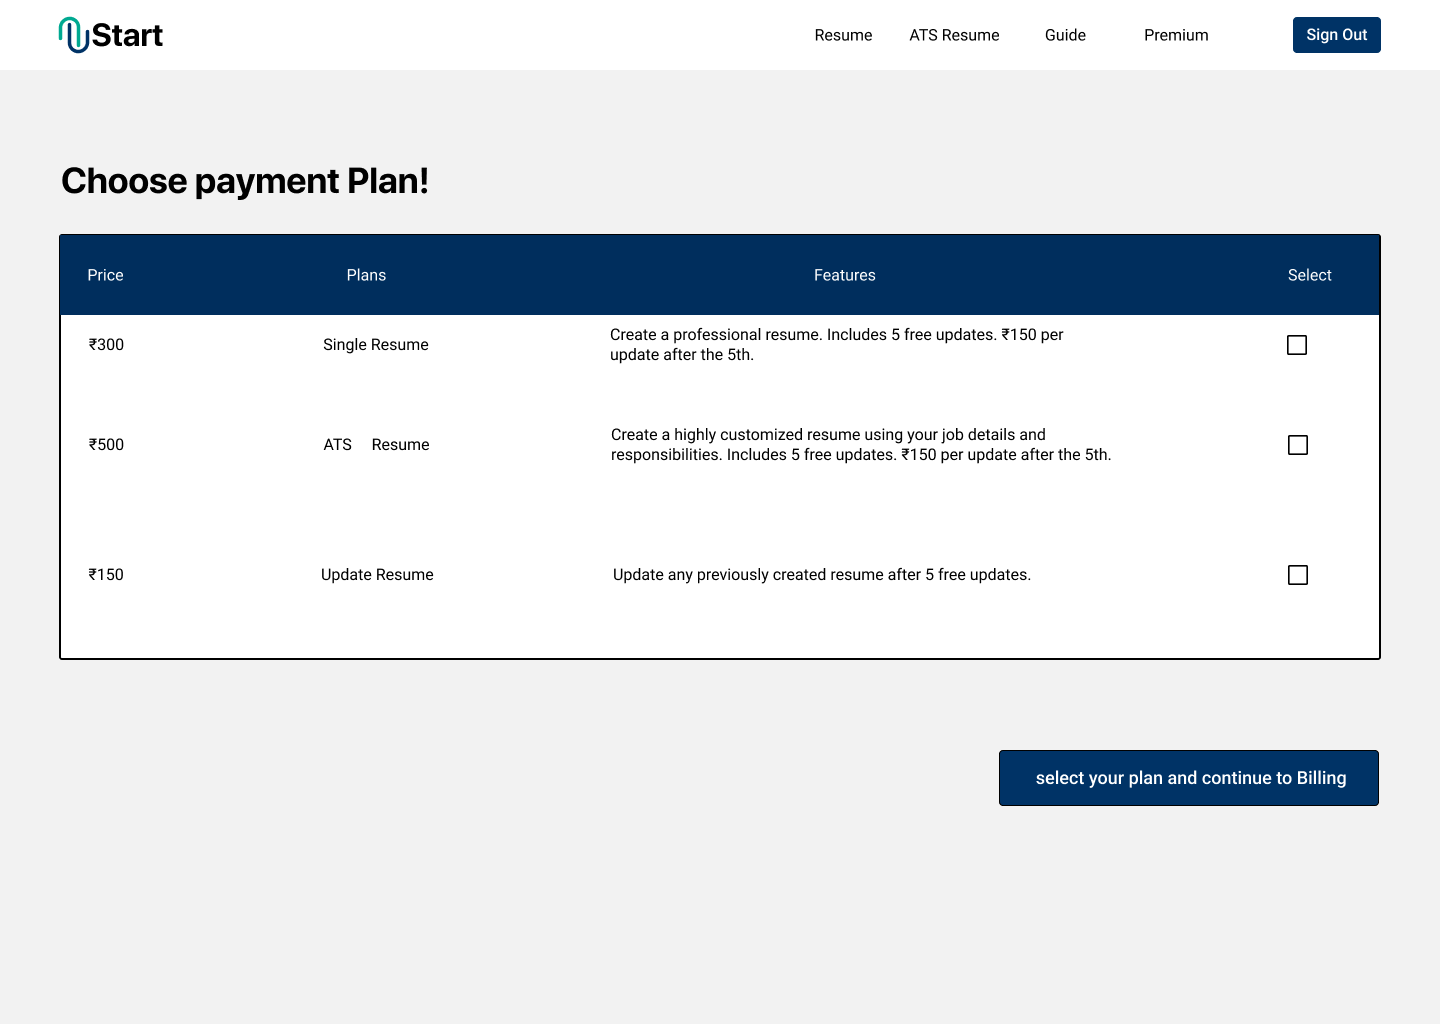 Start
Resume ATS Resume Guide Premium Sign Out
Choose payment Plan!
Price Plans Features Select
₹300 Single Resume Create a professional resume. Includes 5 free updates. ₹150 per
update after the 5th.
₹500 ATS Resume Create a highly customized resume using your job details and
responsibilities. Includes 5 free updates. ₹150 per update after the 5th.
₹150 Update Resume Update any previously created resume after 5 free updates.
select your plan and continue to Billing